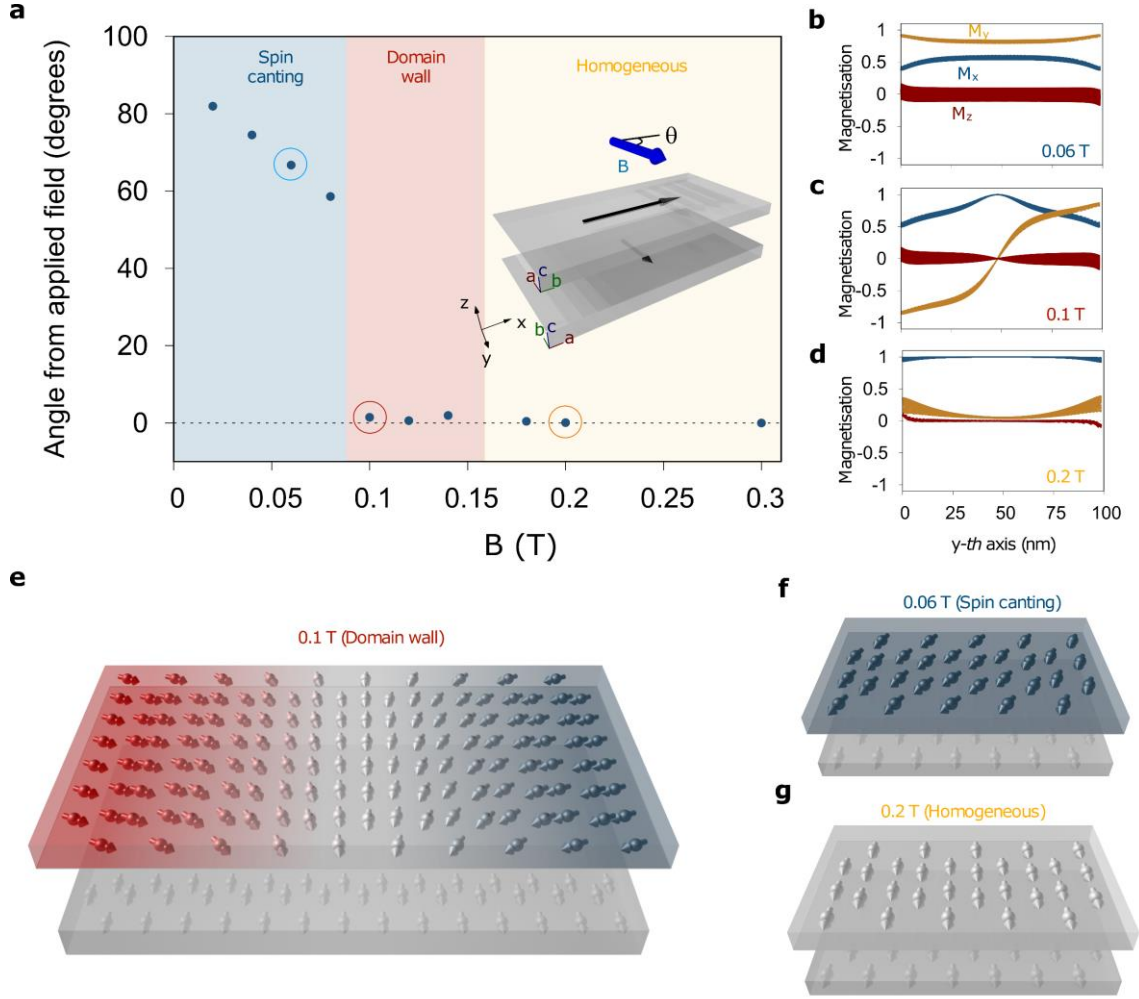 a
Angle from applied field (degrees)
100
80
60
40
20
0
Spin
canting
Domain
wall
Homogeneous
θ
B
a
c
b
b
c
a
z
x
y
0
0.05
0.1
0.15
0.2
0.25
0.3
B (T)
b
Magnetisation
1
0.5
0
-0.5
-1
My
Mx
Mz
0.06 T
c
Magnetisation
1
0.5
0
-0.5
-1
0.1 T
d
Magnetisation
1
0.5
0
-0.5
-1
0.2 T
0
25
50
75
100
y-th axis (nm)
e
0.1 T (Domain wall)
f
0.06 T (Spin canting)
g
0.2 T (Homogeneous)